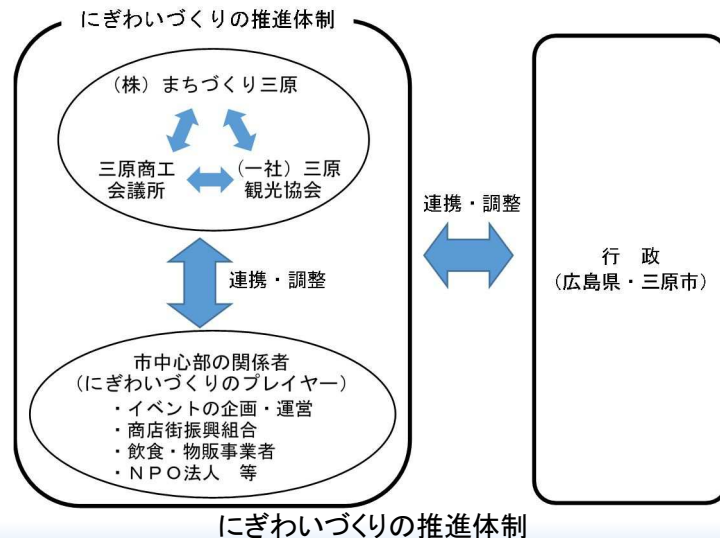 にぎわいづくりの推進体制
(株)まちづくり三原
三原商工
会議所
(一社)三原
観光協会
連携・調整
市中心部の関係者
(にぎわいづくりのプレイヤー)
・イベントの企画・運営
・商店街振興組合
・飲食・物販事業者
・ＮＰＯ法人　等
連携・調整
行　政
(広島県・三原市)
にぎわいづくりの推進体制